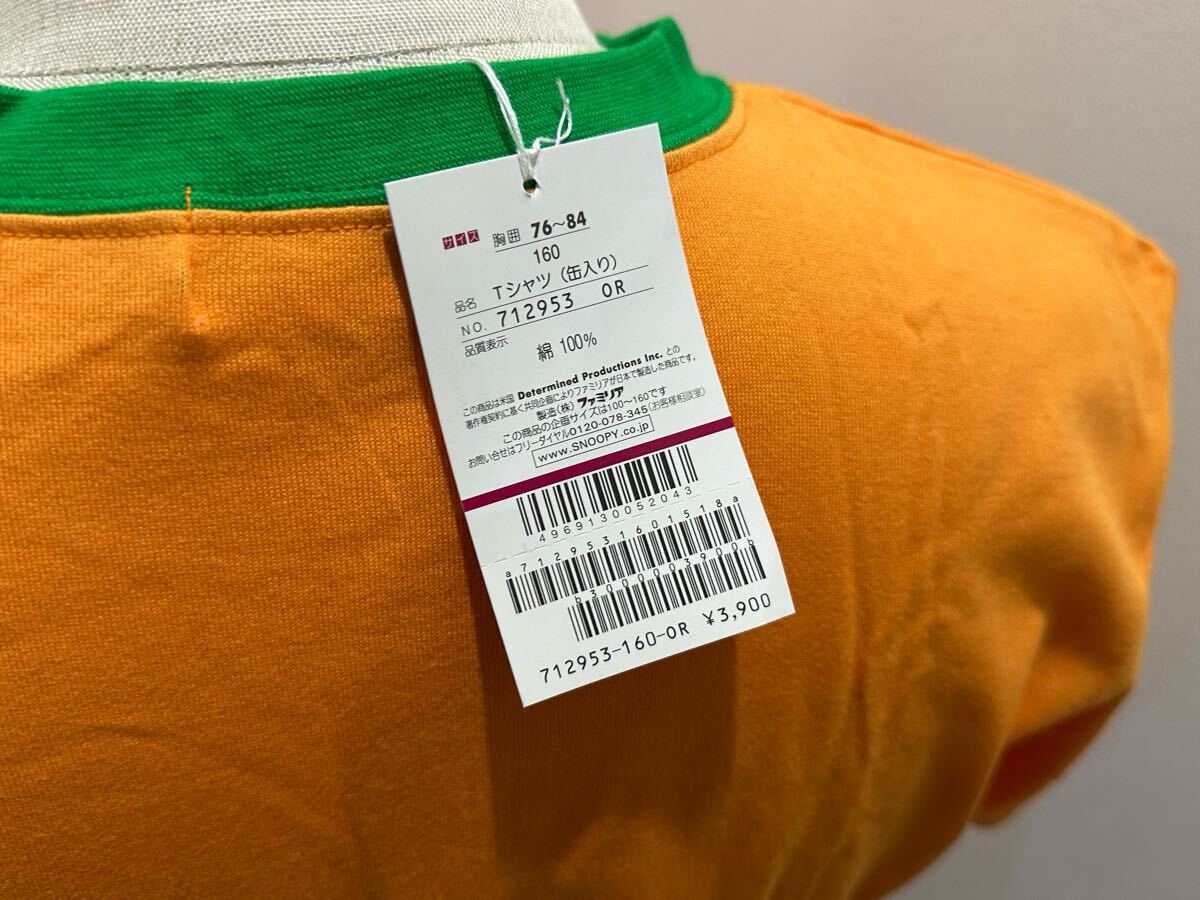 サイズ 胸囲 76~84
160
品名 Tシャツ(缶入り)
NO. 712953 OR
品質表示 綿 100%
この商品は米国 Determined Productions Inc. との
著作権契約に基く共同企画によりファミリアが日本で製造した商品です。
製造(株)ファミリア
この商品の企画サイズは100~160です
お問い合せはフリーダイヤル0120-078-345(お客様相談室)
www.SNOOPY.co.jp
4969130052043
a7129531601518a
b3000003900b
712953-160-OR ¥3,900